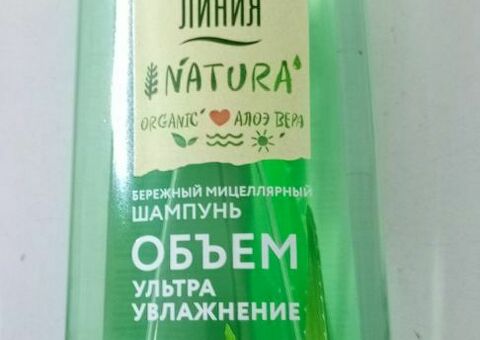 ЛИНИЯ
NATURA
ORGANIC АЛОЭ ВЕРА
БЕРЕЖНЫЙ МИЦЕЛЛЯРНЫЙ
ШАМПУНЬ
ОБЪЕМ
УЛЬТРА
УВЛАЖНЕНИЕ